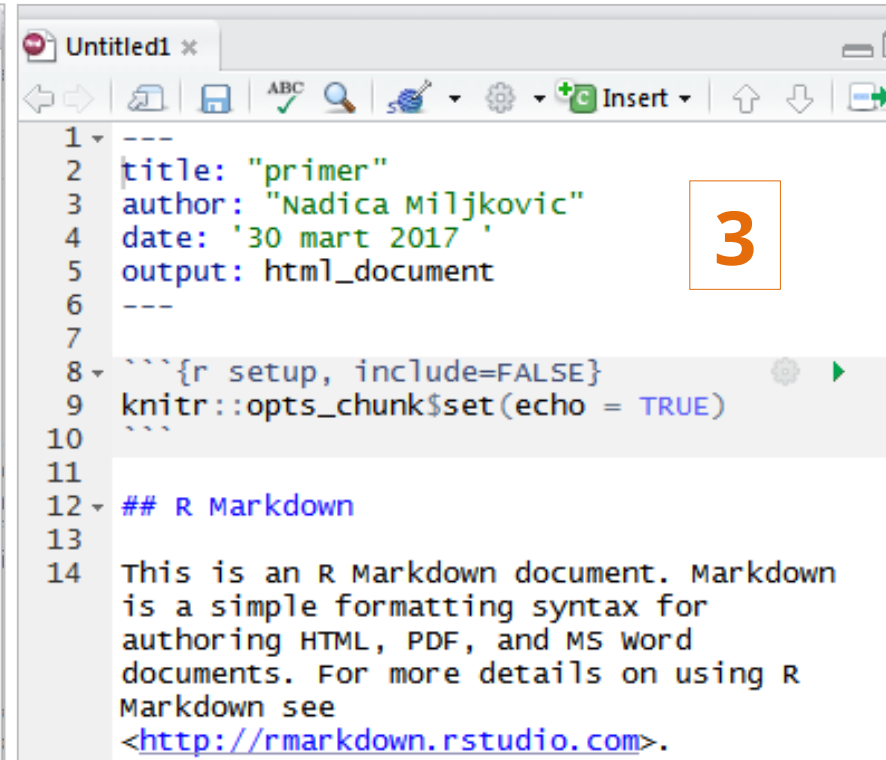 Untitled1
ABC
Insert
1 ---
2 title: "primer"
3 author: "Nadica Miljkovic"
4 date: '30 mart 2017 '
5 output: html_document
6 ---
7
8 ```{r setup, include=FALSE}
9 knitr::opts_chunk$set(echo = TRUE)
10 ```
11
12 ## R Markdown
13
14 This is an R Markdown document. Markdown
is a simple formatting syntax for
authoring HTML, PDF, and MS Word
documents. For more details on using R
Markdown see
<http://rmarkdown.rstudio.com>.
3